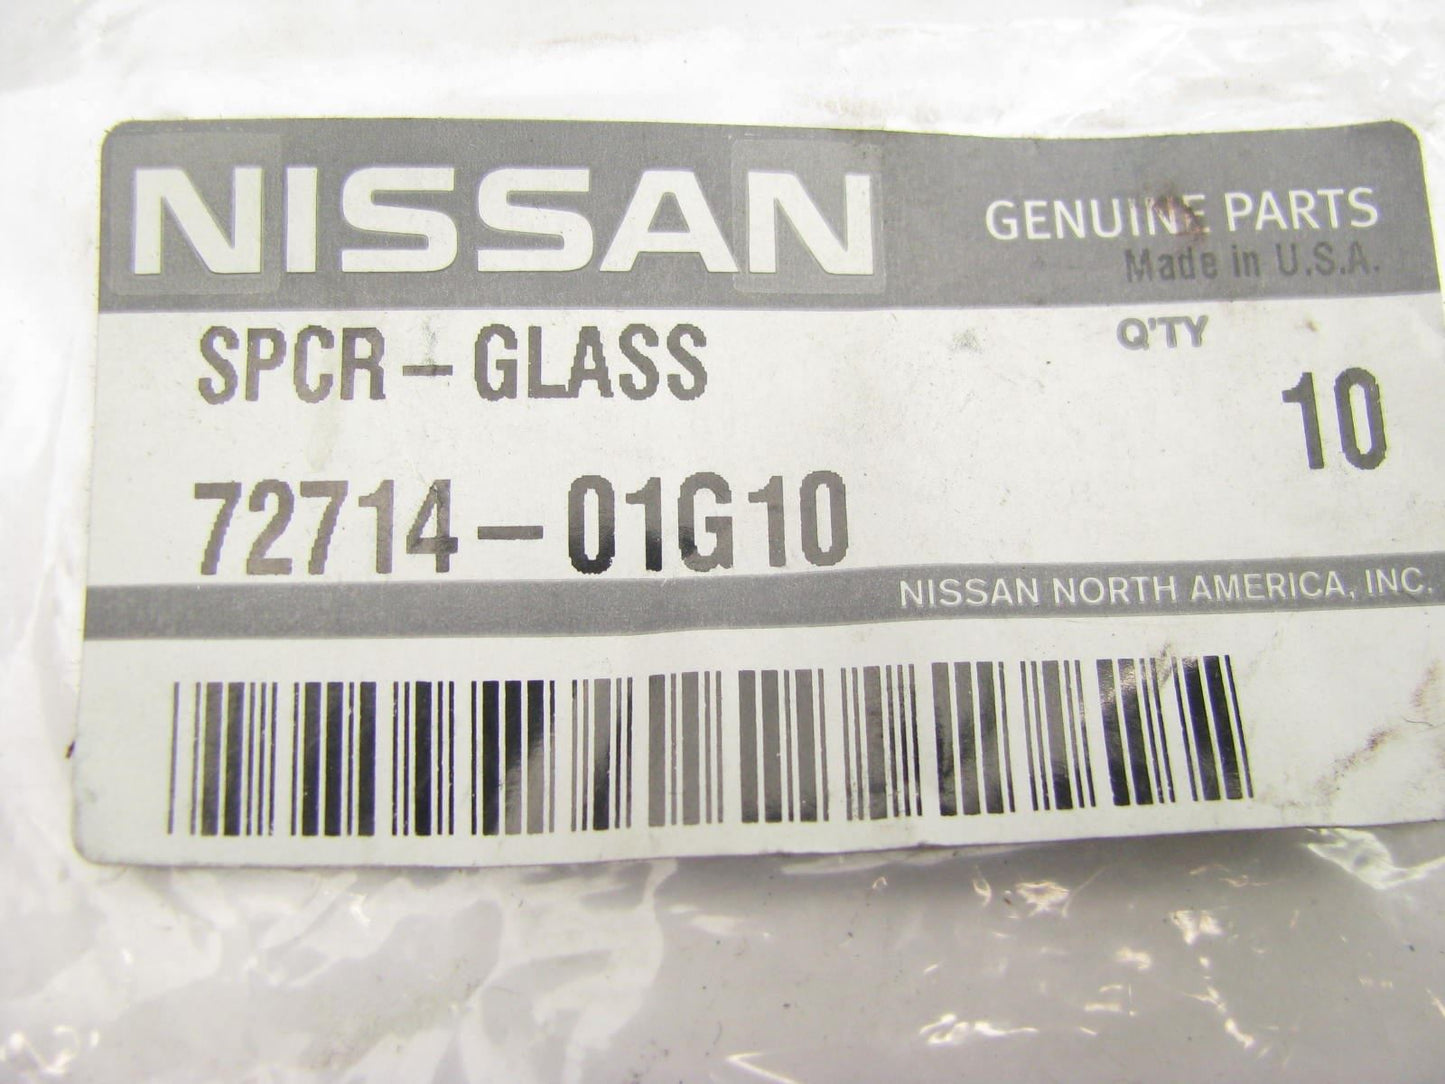 NISSAN
GENUINE PARTS
Made in U.S.A.
SPCR-GLASS
Q'TY
10
72714-01G10
NISSAN NORTH AMERICA, INC.